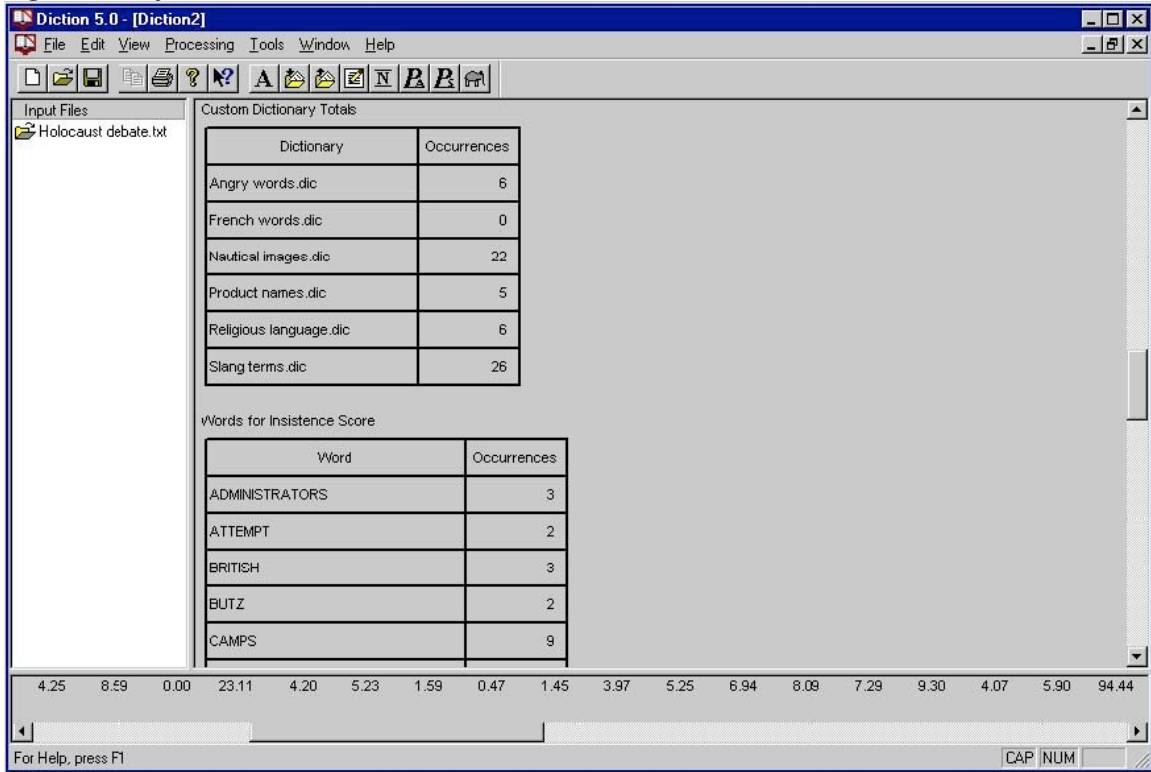 Diction 5.0 - [Diction2]
File Edit View Processing Tools Window Help
Input Files
Holocaust debate.txt
Custom Dictionary Totals
Dictionary Occurrences
Angry words.dic 6
French words.dic 0
Nautical images.dic 22
Product names.dic 5
Religious language.dic 6
Slang terms.dic 26
Words for Insistence Score
Word Occurrences
ADMINISTRATORS 3
ATTEMPT 2
BRITISH 3
BUTZ 2
CAMPS 9
4.25 8.59 0.00 23.11 4.20 5.23 1.59 0.47 1.45 3.97 5.25 6.94 8.09 7.29 9.30 4.07 5.90 94.44
For Help, press F1
CAP NUM